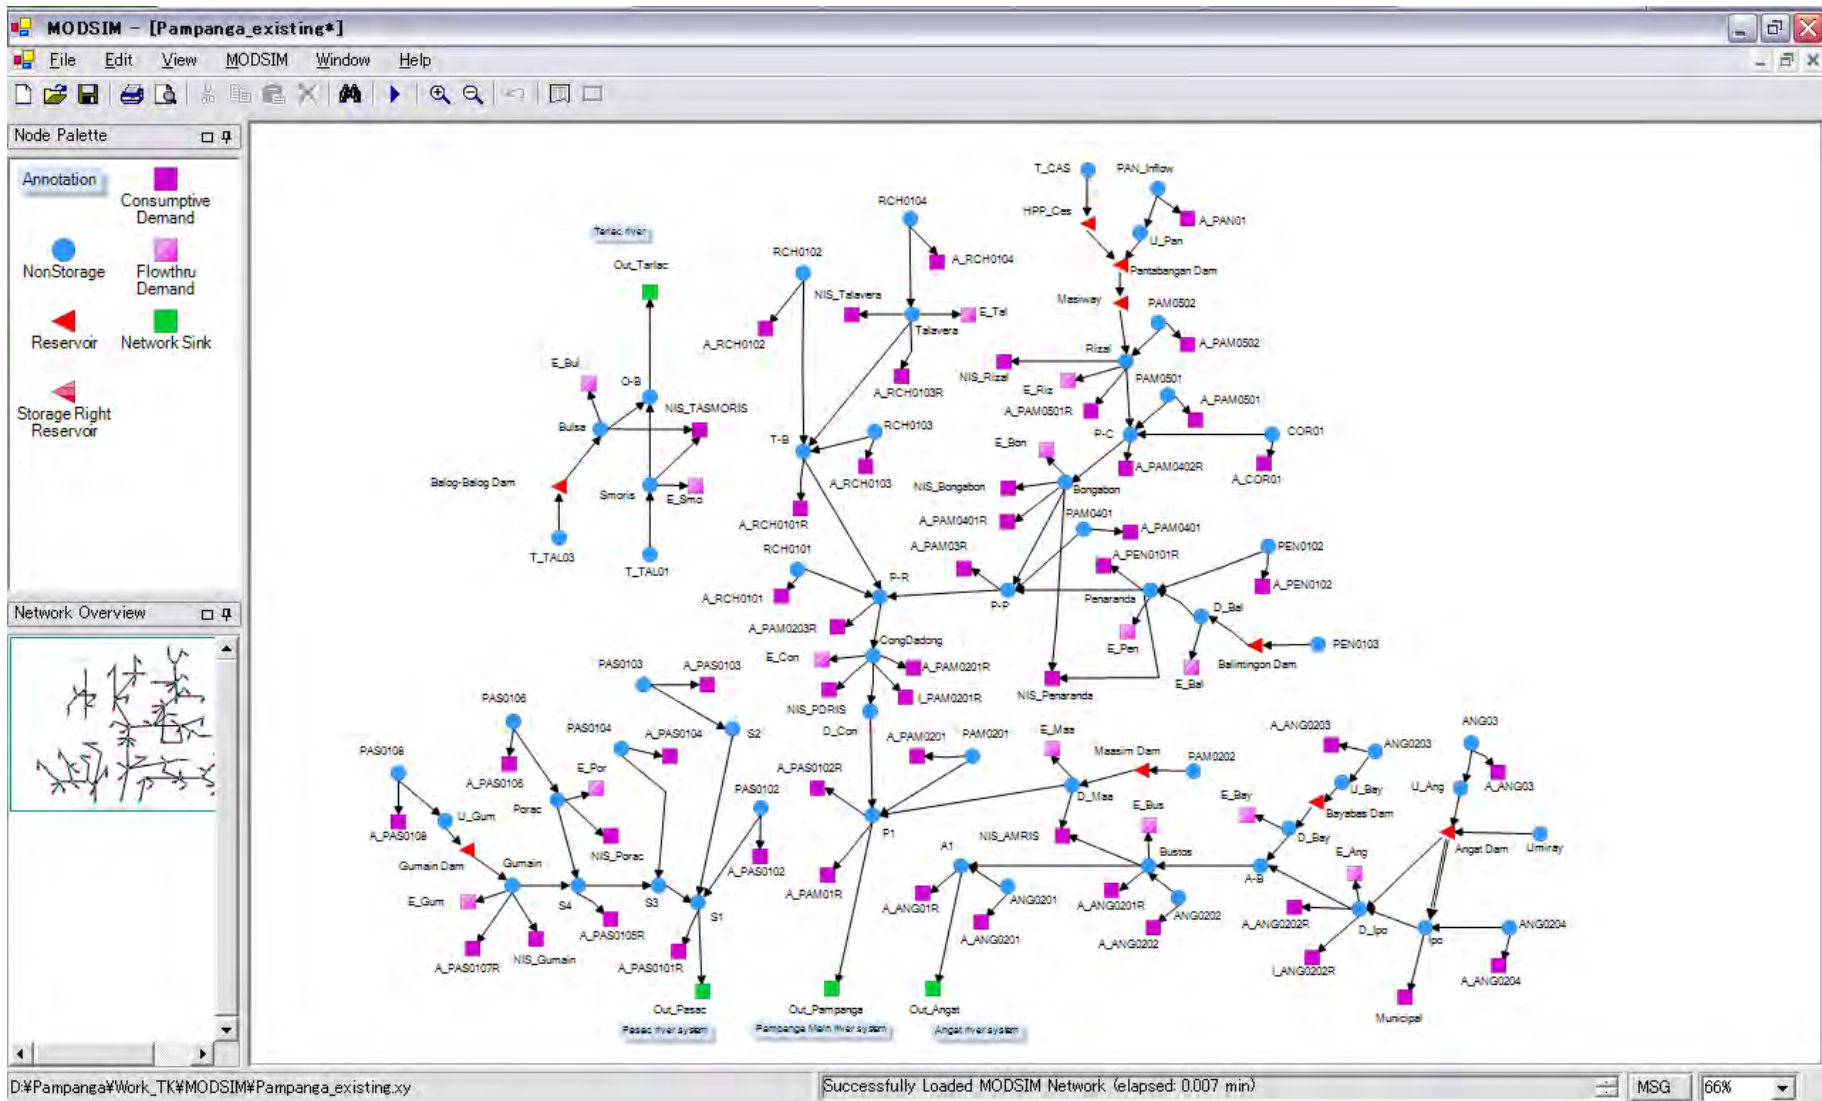 MODSIM - [Pampanga_existing*]
File Edit View MODSIM Window Help
Node Palette
Annotation
Consumptive
Demand
NonStorage
Flowthru
Demand
Reservoir
Network Sink
Storage Right
Reservoir
Network Overview
T_CAS
PAN_Inflow
A_PAN01
HPP_Cas
U_Pan
Pantabangan Dam
Masiway
PAM0502
A_PAM0502
Rizal
NIS_Rizal
E_Riz
PAM0501
A_PAM0501
A_PAM0501R
P-C
COR01
A_PAM0402R
A_COR01
RCH0104
A_RCH0104
RCH0102
NIS_Talavera
E_Tal
Talavera
A_RCH0102
A_RCH0103R
Tarlac river
Out_Tarlac
E_Bul
O-B
NIS_TASMORIS
Bulsa
Balog-Balog Dam
Smoris
E_Smo
T_TAL03
T_TAL01
T-B
RCH0103
A_RCH0103
A_RCH0101R
E_Bon
NIS_Bongabon
Bongabon
A_PAM0401R
PAM0401
A_PAM0401
A_PAM03R
A_PEN0101R
PEN0102
A_PEN0102
RCH0101
P-R
A_RCH0101
P-P
Penaranda
D_Bal
A_PAM0203R
E_Pen
PEN0103
Balimingon Dam
E_Bal
CongDadong
E_Con
A_PAM0201R
NIS_PDRIS
I_PAM0201R
NIS_Penaranda
D_Con
PAS0103
A_PAS0103
PAS0106
PAS0104
A_PAS0104
S2
A_PAM0201
PAM0201
E_Maa
Maasim Dam
PAM0202
A_ANG0203
ANG0203
ANG03
PAS0108
A_PAS0106
E_Por
A_PAS0102R
PAS0102
D_Maa
E_Bus
E_Bay
U_Bay
Bayabas Dam
U_Ang
A_ANG03
A_PAS0108
U_Gum
Porac
P1
NIS_AMRIS
D_Bay
Angat Dam
Umiray
Gumain Dam
Gumain
NIS_Porac
A_PAS0102
A1
Bustos
A-B
E_Ang
E_Gum
S4
S3
S1
A_PAM01R
A_ANG01R
ANG0201
A_ANG0201R
ANG0202
A_ANG0202R
D_Ipo
Ipo
ANG0204
A_PAS0105R
A_PAS0107R
NIS_Gumain
A_PAS0101R
A_ANG0201
A_ANG0202
I_ANG0202R
A_ANG0204
Out_Pasac
Out_Pampanga
Out_Angat
Municipal
Pasac river system
Pampanga Main river system
Angat river system
D:¥Pampanga¥Work_TK¥MODSIM¥Pampanga_existing.xy
Successfully Loaded MODSIM Network (elapsed: 0.007 min)
MSG
66%